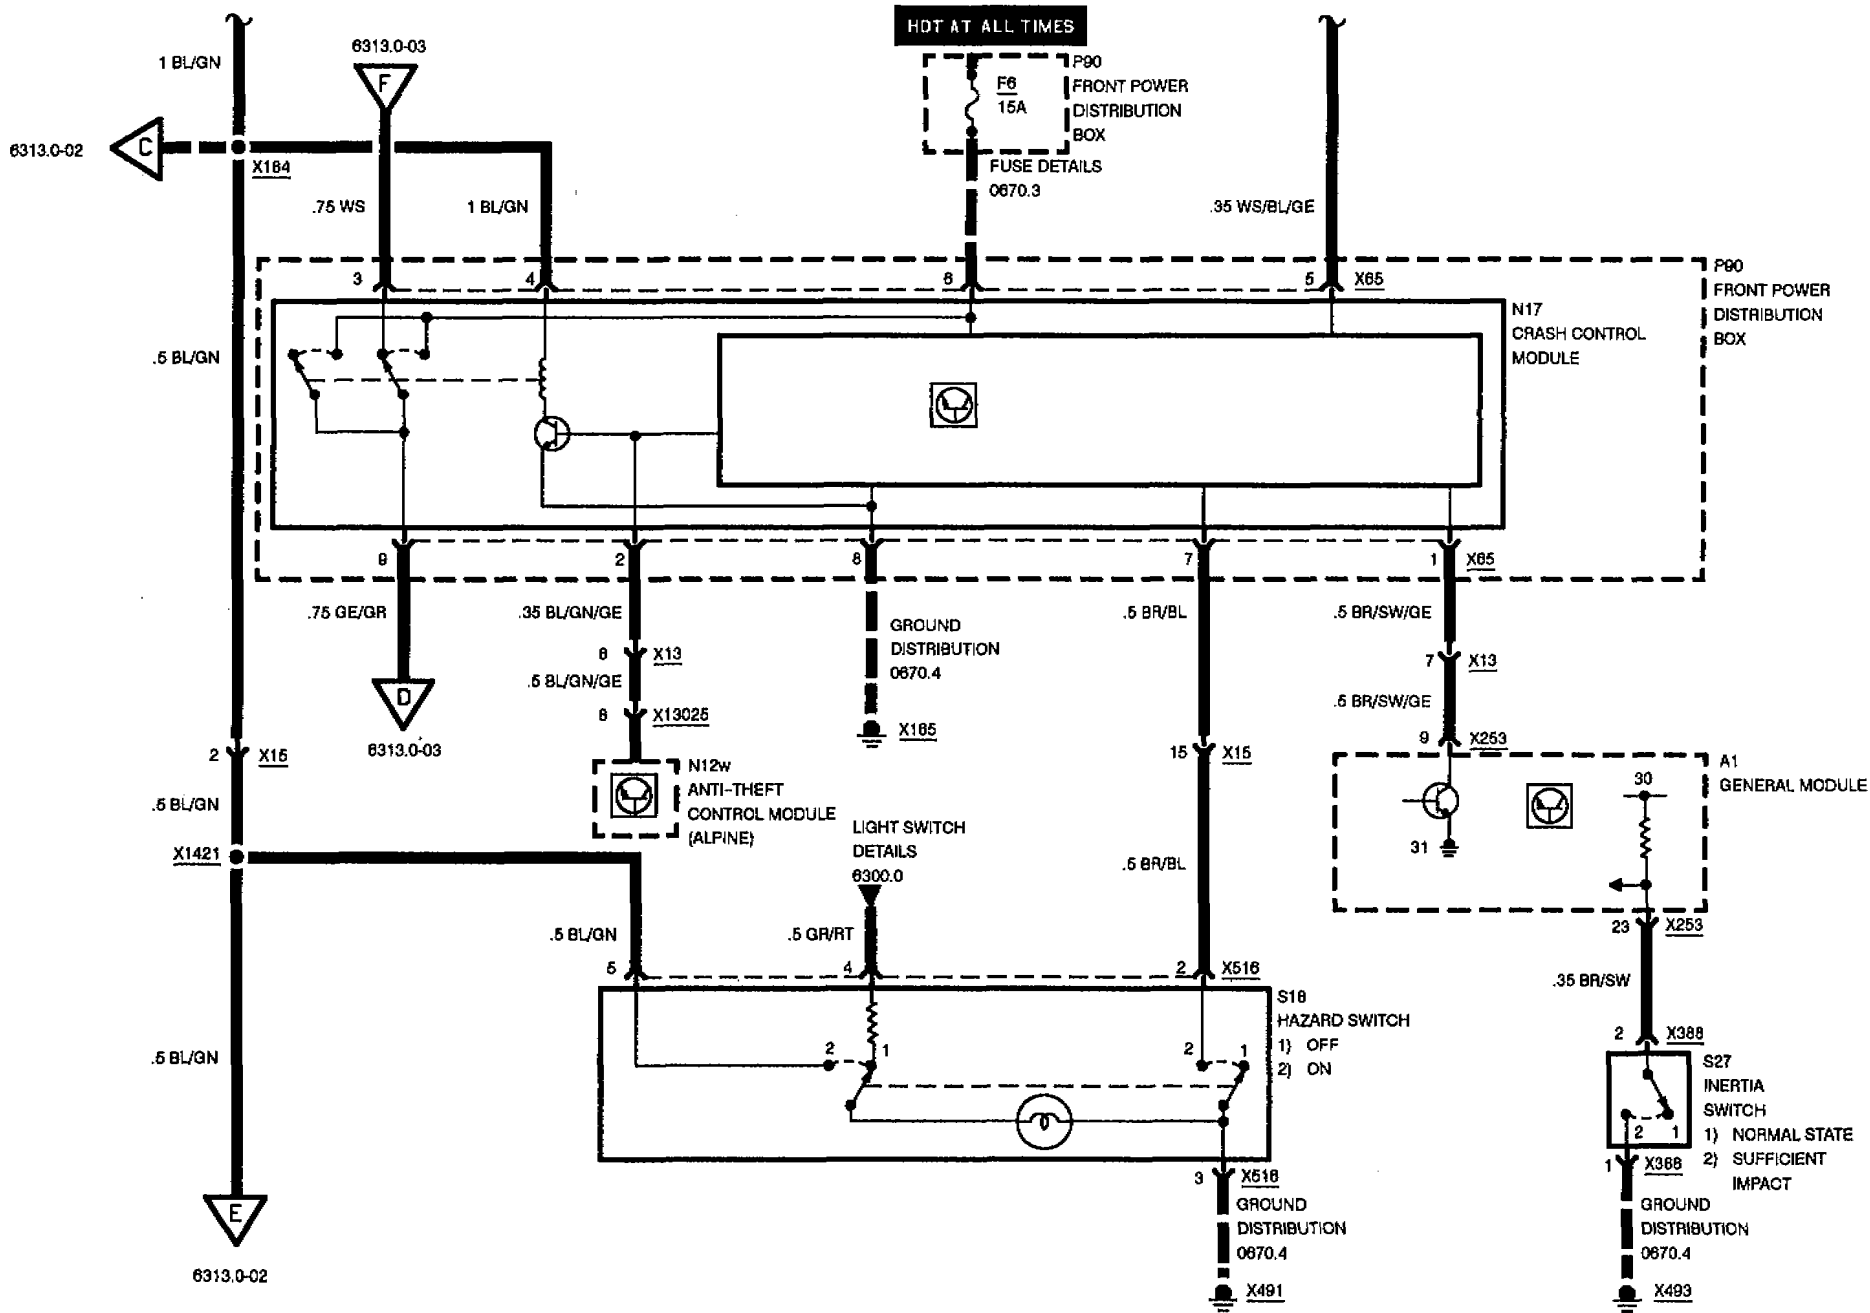 HOT AT ALL TIMES
1 BL/GN
6313.0-03
F
P90
FRONT POWER
DISTRIBUTION
BOX
F6
15A
6313.0-02
C
X184
FUSE DETAILS
0670.3
.75 WS
1 BL/GN
.35 WS/BL/GE
3
4
6
5
X65
P90
FRONT POWER
DISTRIBUTION
BOX
N17
CRASH CONTROL
MODULE
.5 BL/GN
9
2
8
7
1
X65
.75 GE/GR
.35 BL/GN/GE
GROUND
DISTRIBUTION
0670.4
.5 BR/BL
.5 BR/SW/GE
8
X13
7
X13
.5 BL/GN/GE
.5 BR/SW/GE
D
8
X13025
X165
6313.0-03
9
X253
2
X15
15
X15
N12w
ANTI-THEFT
CONTROL MODULE
(ALPINE)
A1
GENERAL MODULE
30
31
.5 BL/GN
LIGHT SWITCH
DETAILS
6300.0
X1421
.5 BR/BL
.5 BL/GN
.5 GR/RT
23
X253
5
4
2
X516
.35 BR/SW
S18
HAZARD SWITCH
1) OFF
2) ON
2
1
2
1
2
X388
.5 BL/GN
S27
INERTIA
SWITCH
1) NORMAL STATE
2) SUFFICIENT
IMPACT
2
1
1
X388
3
X516
GROUND
DISTRIBUTION
0670.4
X491
GROUND
DISTRIBUTION
0670.4
X493
E
6313.0-02